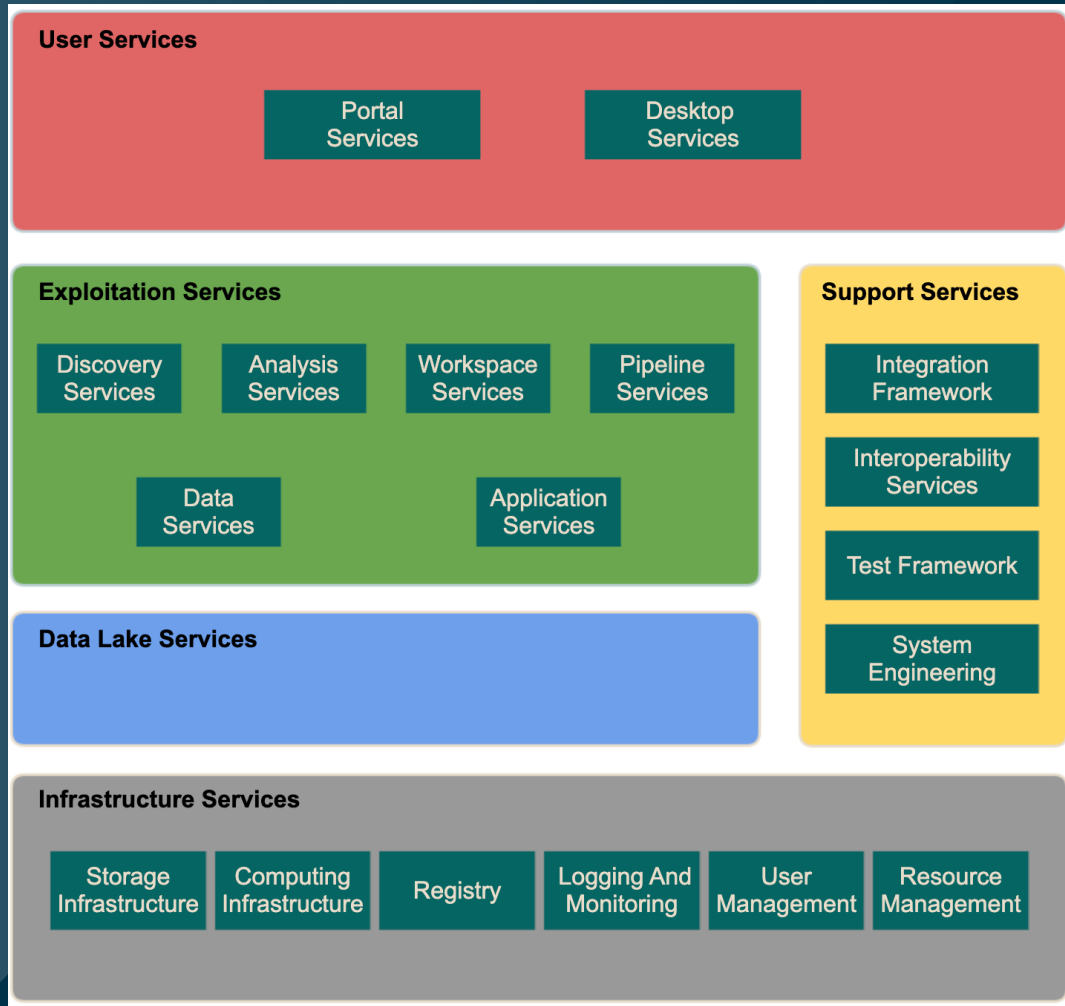 User Services
Portal
Services
Desktop
Services
Exploitation Services
Discovery
Services
Analysis
Services
Workspace
Services
Pipeline
Services
Data
Services
Application
Services
Support Services
Integration
Framework
Interoperability
Services
Test Framework
System
Engineering
Data Lake Services
Infrastructure Services
Storage
Infrastructure
Computing
Infrastructure
Registry
Logging And
Monitoring
User
Management
Resource
Management